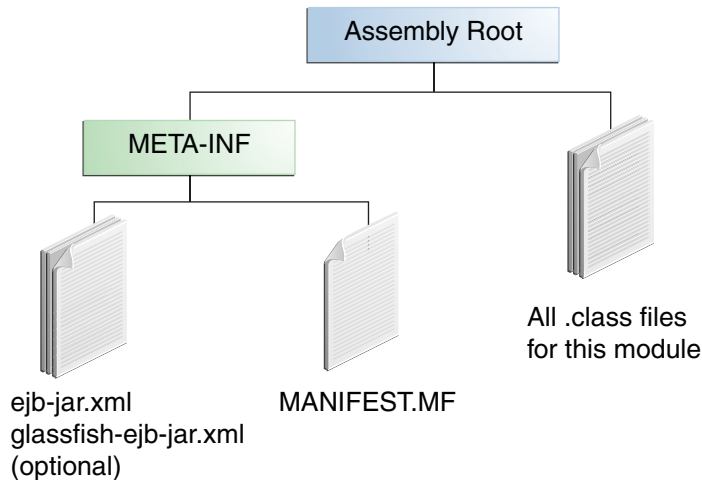 Assembly Root
META-INF
All .class files
for this module
ejb-jar.xml
glassfish-ejb-jar.xml
(optional)
MANIFEST.MF